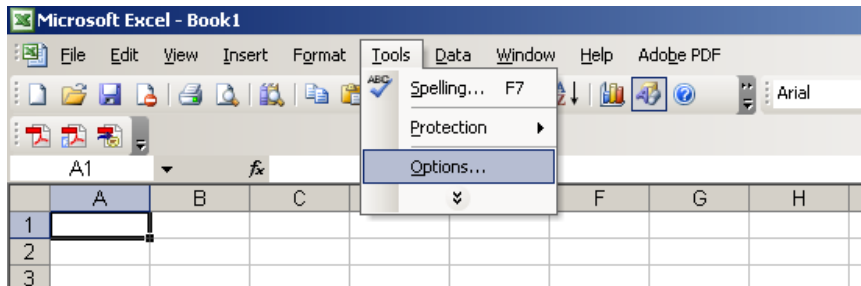 Microsoft Excel - Book1
File Edit View Insert Format Tools Data Window Help Adobe PDF
ABC Spelling... F7
A Z Arial
Protection
A1 fx
Options...
A B C F G H
1
2
3